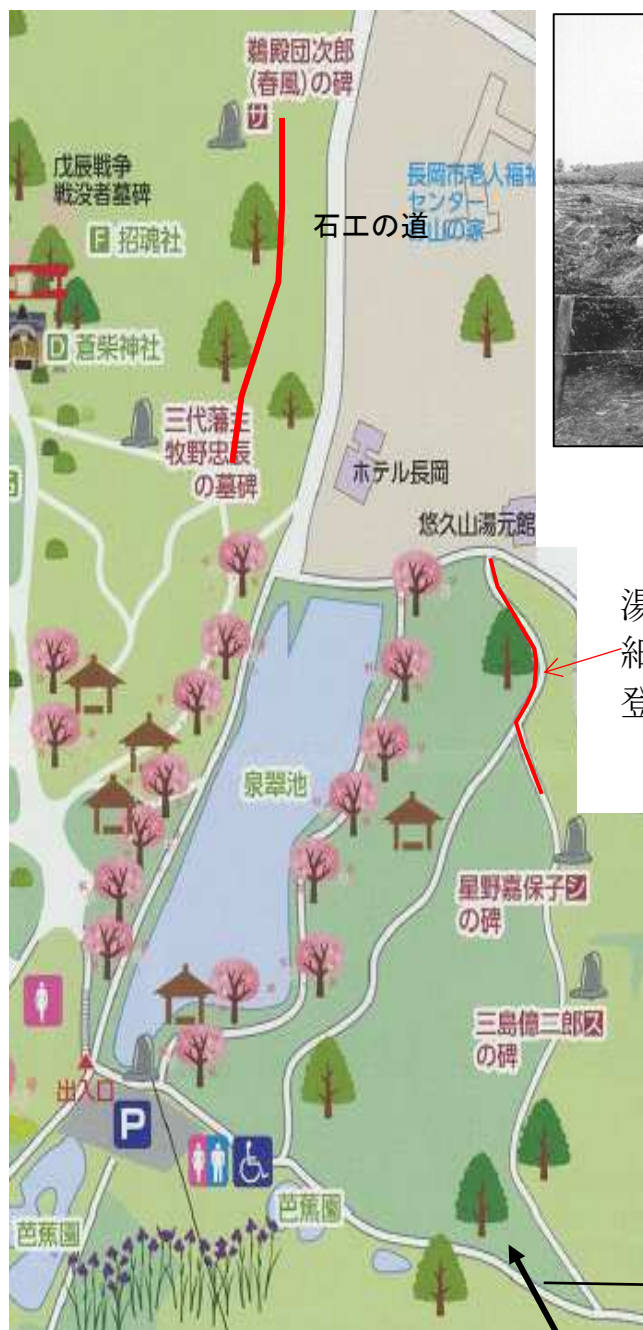 鵜殿団次郎
(春風)の碑
サ
戊辰戦争
戦没者墓碑
F 招魂社
石工の道
長岡市老人福祉
センター
山の家
D 蒼柴神社
三代藩主
牧野忠辰
の墓碑
ホテル長岡
悠久山湯元館
湯
細
登
泉翠池
星野嘉保子 シ
の碑
三島億二郎 ス
の碑
出入口
P
芭蕉園
芭蕉園